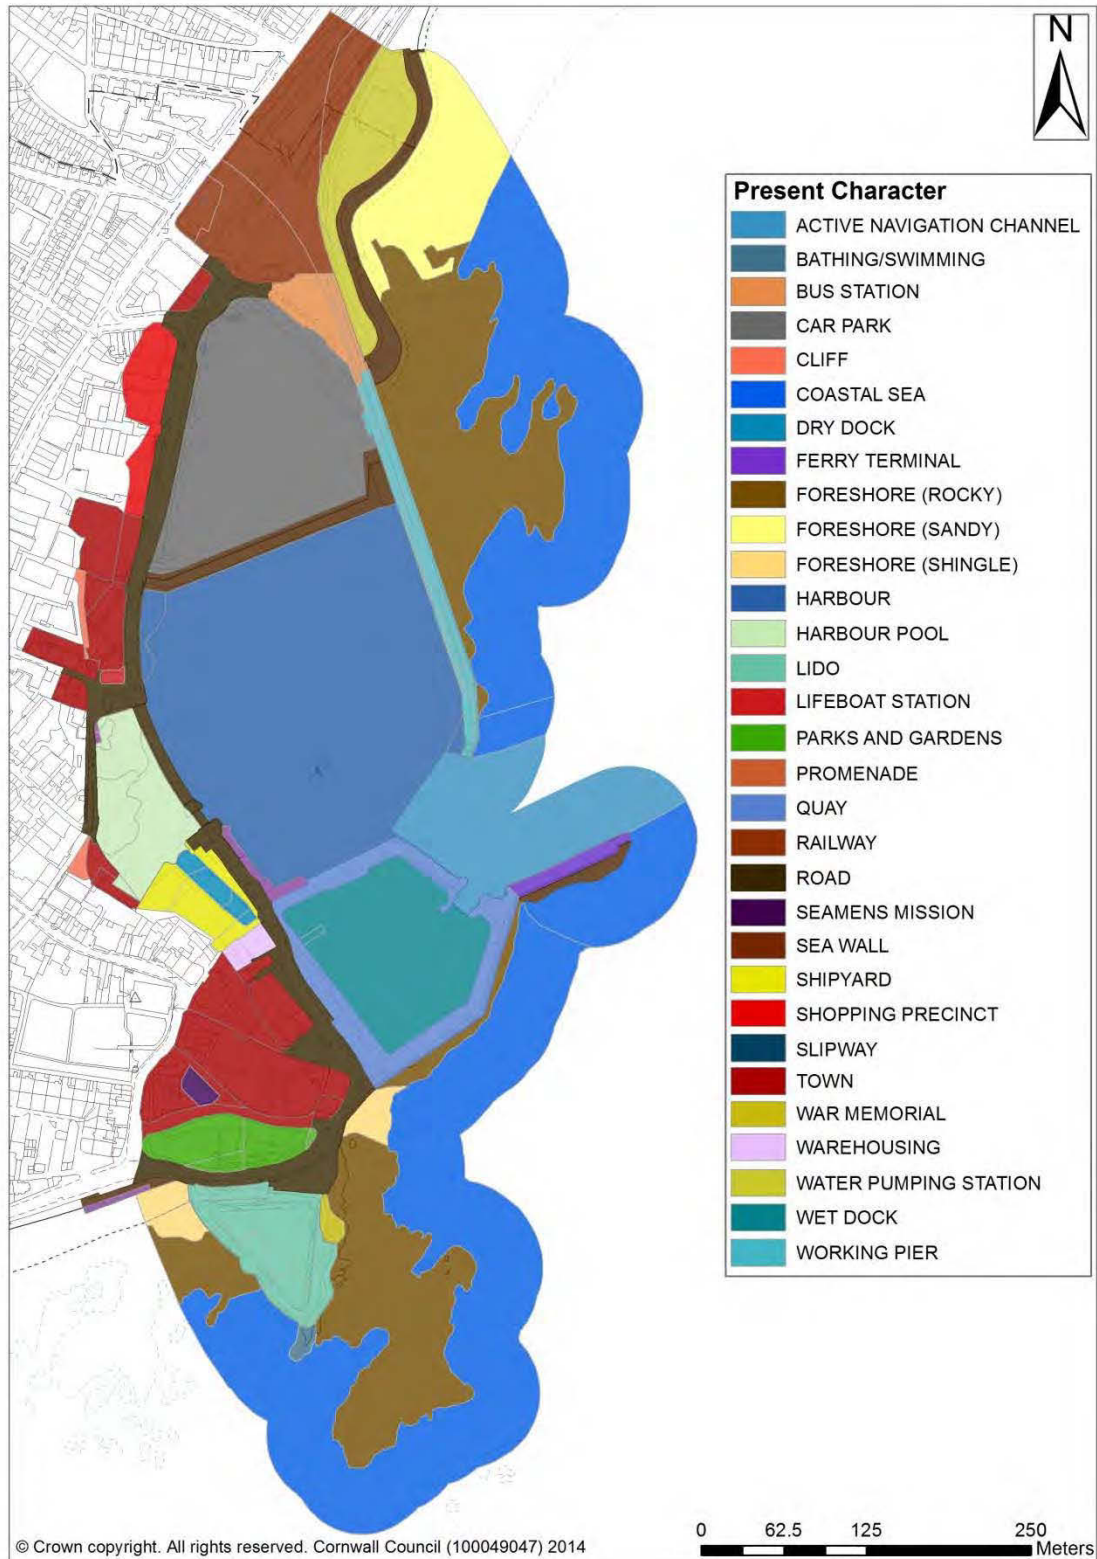 N
Present Character
ACTIVE NAVIGATION CHANNEL
BATHING/SWIMMING
BUS STATION
CAR PARK
CLIFF
COASTAL SEA
DRY DOCK
FERRY TERMINAL
FORESHORE (ROCKY)
FORESHORE (SANDY)
FORESHORE (SHINGLE)
HARBOUR
HARBOUR POOL
LIDO
LIFEBOAT STATION
PARKS AND GARDENS
PROMENADE
QUAY
RAILWAY
ROAD
SEAMENS MISSION
SEA WALL
SHIPYARD
SHOPPING PRECINCT
SLIPWAY
TOWN
WAR MEMORIAL
WAREHOUSING
WATER PUMPING STATION
WET DOCK
WORKING PIER
0 62.5 125 250
Meters
© Crown copyright. All rights reserved. Cornwall Council (100049047) 2014